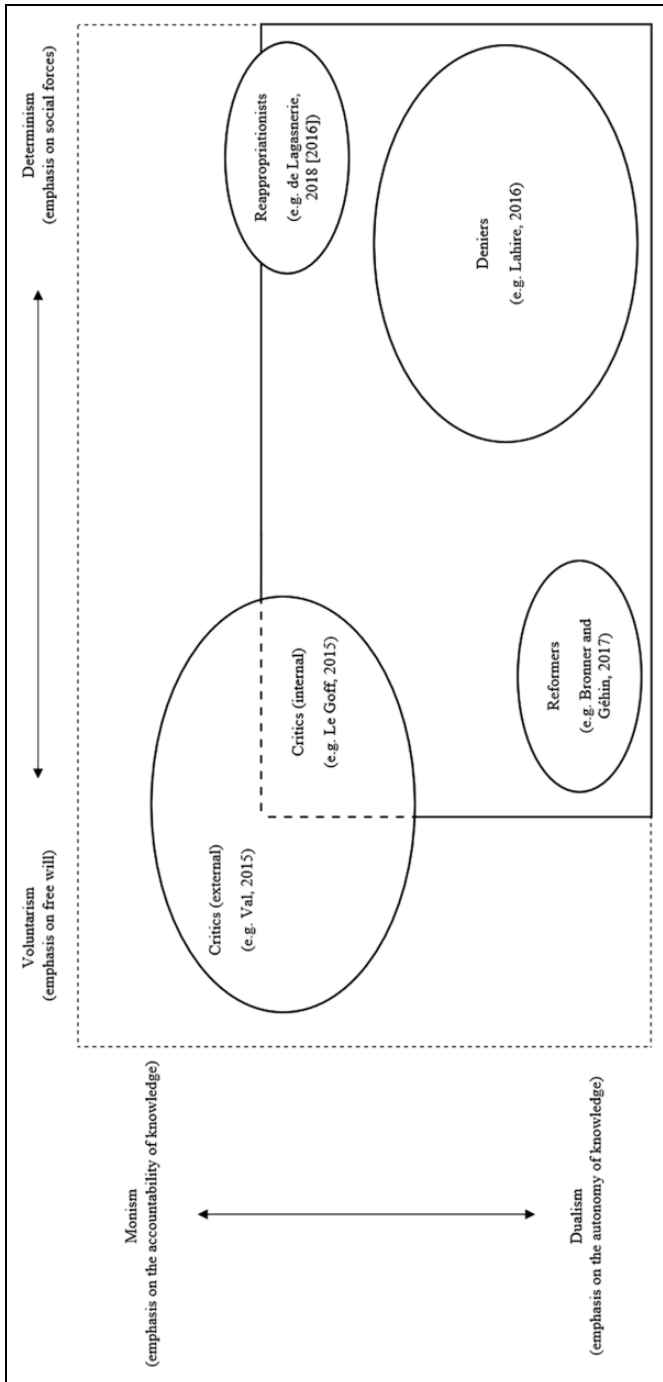 Voluntarism
(emphasis on free will)
Determinism
(emphasis on social forces)
Monism
(emphasis on the accountability of knowledge)
Critics (external)
(e.g. Val, 2015)
Critics (internal)
(e.g. Le Goff, 2015)
Reappropriationists
(e.g. de Lagasnerie,
2018 [2016])
Deniers
(e.g. Lahire, 2016)
Reformers
(e.g. Bronner and
Géhin, 2017)
Dualism
(emphasis on the autonomy of knowledge)